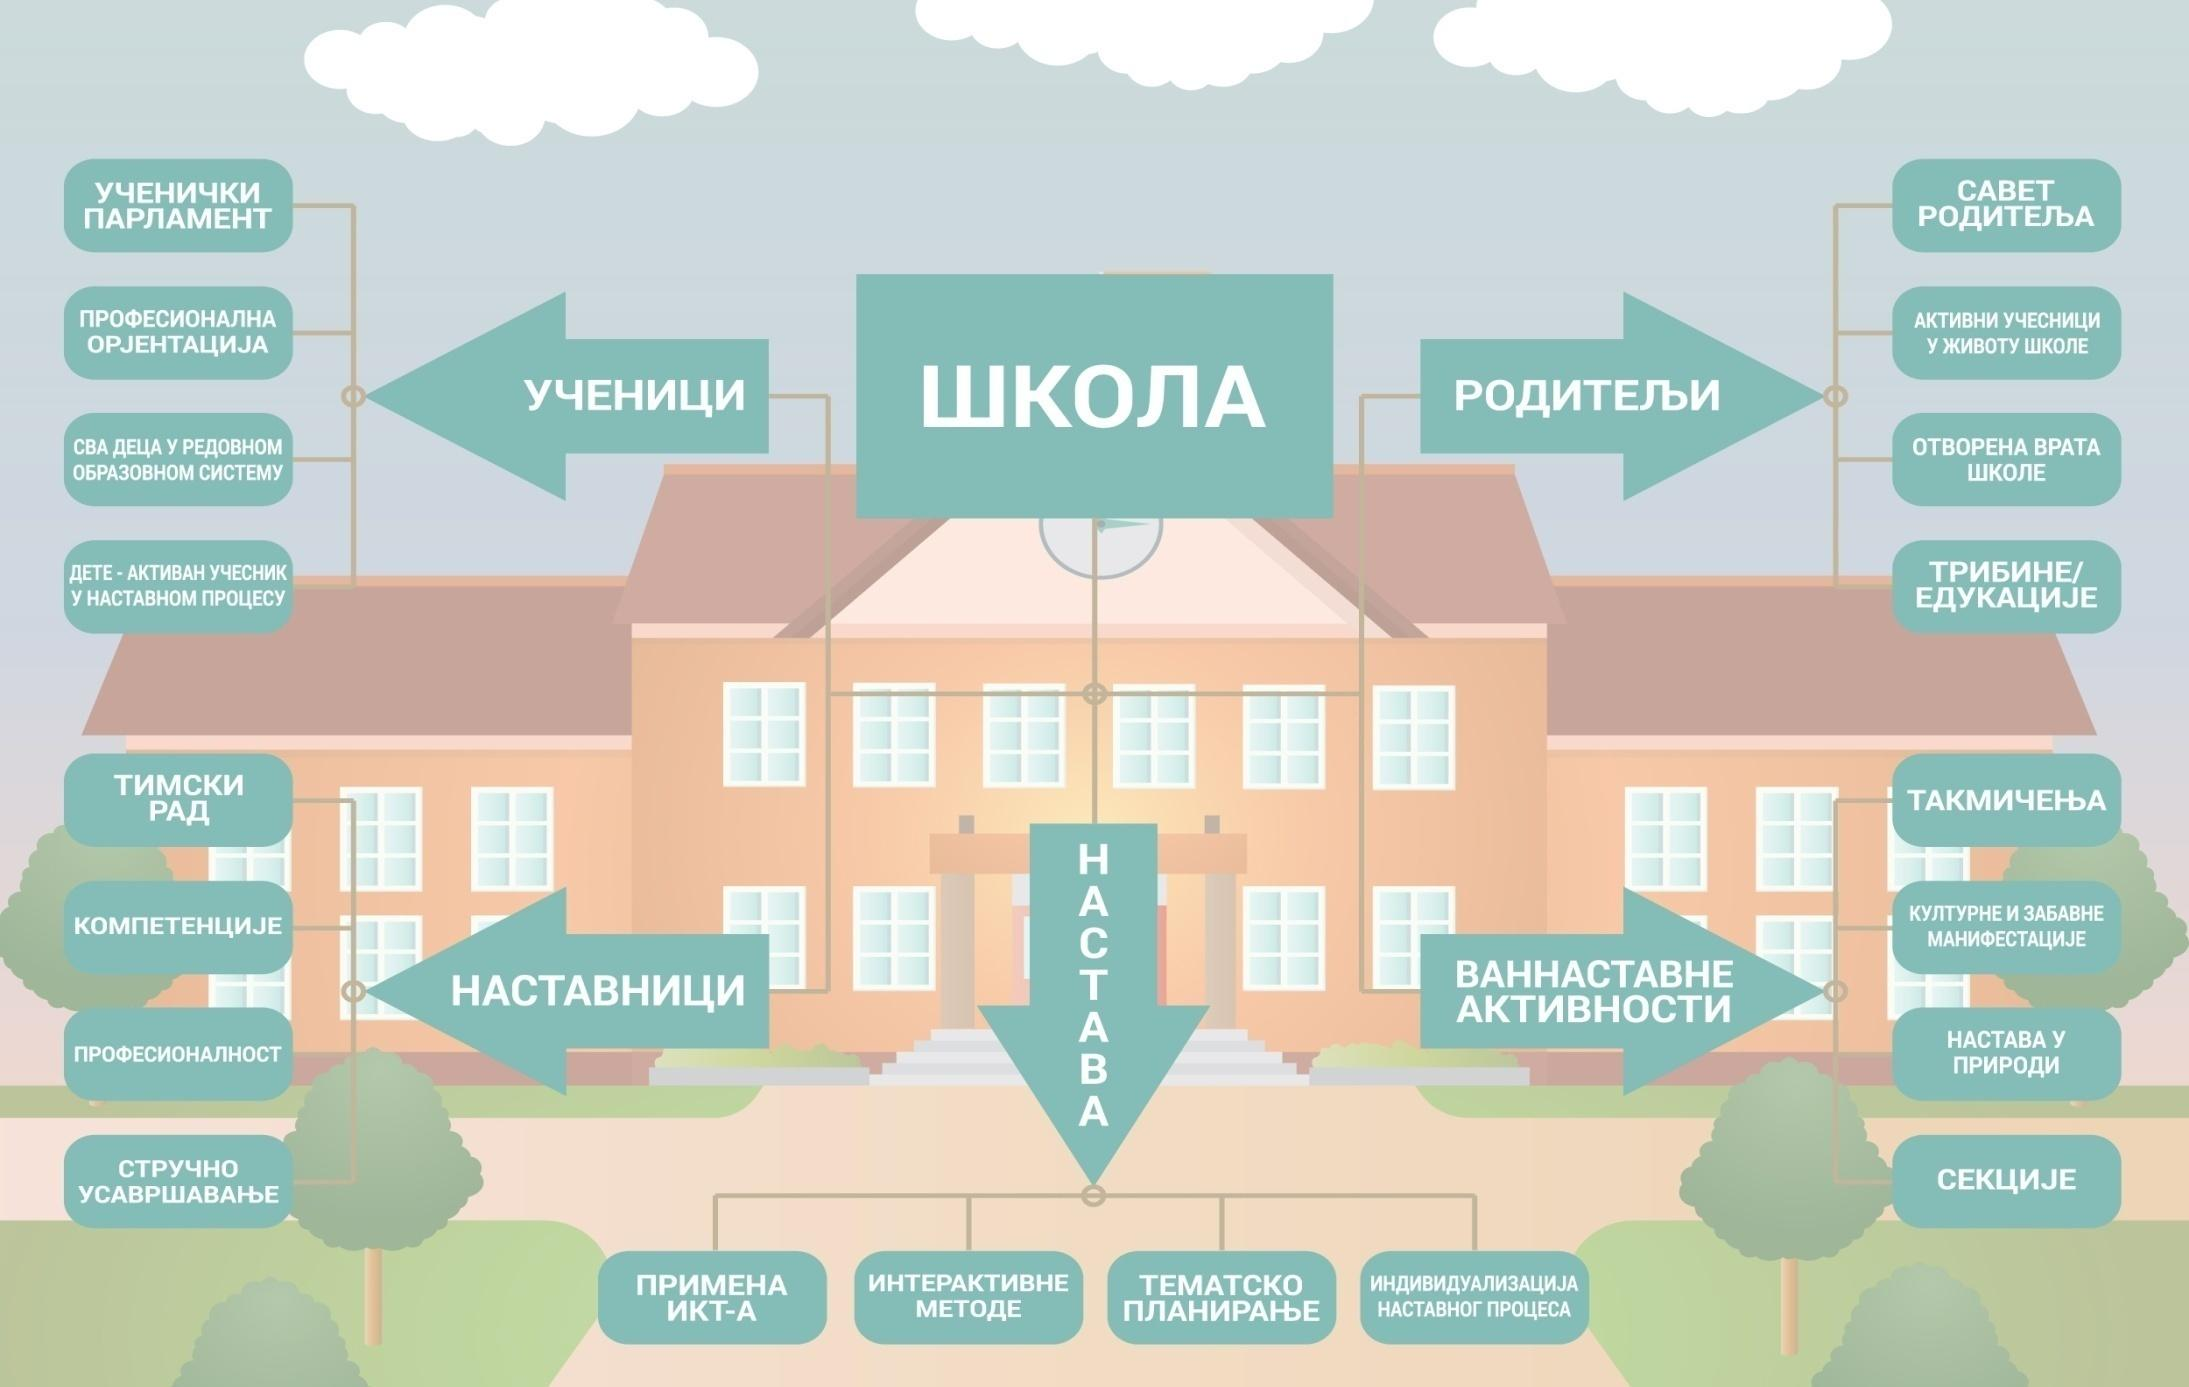 ШКОЛА
УЧЕНИЦИ
УЧЕНИЧКИ
ПАРЛАМЕНТ
ПРОФЕСИОНАЛНА
ОРЈЕНТАЦИЈА
СВА ДЕЦА У РЕДОВНОМ
ОБРАЗОВНОМ СИСТЕМУ
ДЕТЕ - АКТИВАН УЧЕСНИК
У НАСТАВНОМ ПРОЦЕСУ
РОДИТЕЉИ
САВЕТ
РОДИТЕЉА
АКТИВНИ УЧЕСНИЦИ
У ЖИВОТУ ШКОЛЕ
ОТВОРЕНА ВРАТА
ШКОЛЕ
ТРИБИНЕ/
ЕДУКАЦИЈЕ
НАСТАВНИЦИ
ТИМСКИ
РАД
КОМПЕТЕНЦИЈЕ
ПРОФЕСИОНАЛНОСТ
СТРУЧНО
УСАВРШАВАЊЕ
ВАННАСТАВНЕ
АКТИВНОСТИ
ТАКМИЧЕЊА
КУЛТУРНЕ И ЗАБАВНЕ
МАНИФЕСТАЦИЈЕ
НАСТАВА У
ПРИРОДИ
СЕКЦИЈЕ
НАСТАВА
ПРИМЕНА
ИКТ-А
ИНТЕРАКТИВНЕ
МЕТОДЕ
ТЕМАТСКО
ПЛАНИРАЊЕ
ИНДИВИДУАЛИЗАЦИЈА
НАСТАВНОГ ПРОЦЕСА